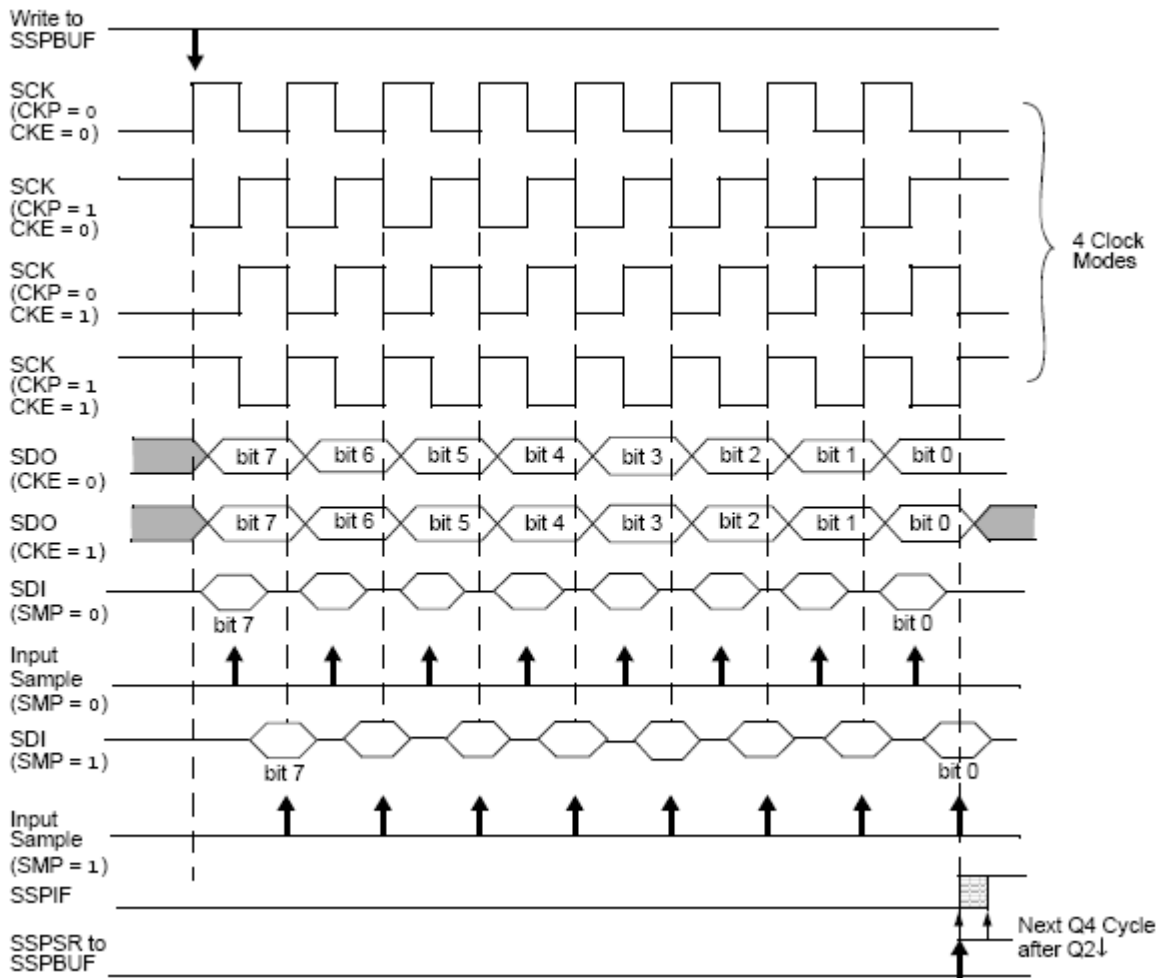 Write to
SSPBUF
SCK
(CKP = 0
CKE = 0)
SCK
(CKP = 1
CKE = 0)
SCK
(CKP = 0
CKE = 1)
SCK
(CKP = 1
CKE = 1)
4 Clock
Modes
SDO
(CKE = 0)
bit 7 bit 6 bit 5 bit 4 bit 3 bit 2 bit 1 bit 0
SDO
(CKE = 1)
bit 7 bit 6 bit 5 bit 4 bit 3 bit 2 bit 1 bit 0
SDI
(SMP = 0)
bit 7 bit 0
Input
Sample
(SMP = 0)
SDI
(SMP = 1)
bit 7 bit 0
Input
Sample
(SMP = 1)
SSPIF
Next Q4 Cycle
after Q2↓
SSPSR to
SSPBUF